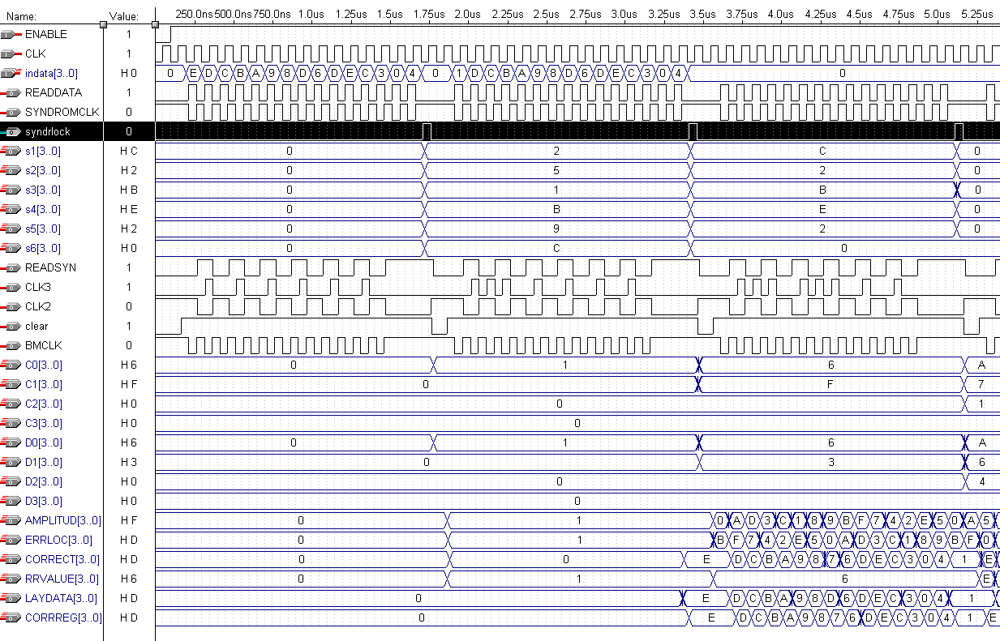 Name: Value: 250.0ns 500.0ns 750.0ns 1.0us 1.25us 1.5us 1.75us 2.0us 2.25us 2.5us 2.75us 3.0us 3.25us 3.5us 3.75us 4.0us 4.25us 4.5us 4.75us 5.0us 5.25us
ENABLE 1
CLK 1
indata[3..0] H 0 0 E D C B A 9 8 D 6 D E C 3 0 4 0 1 D C B A 9 8 D 6 D E C 3 0 4 0
READDATA 1
SYNDROMCLK 0
syndrlock 0
s1[3..0] H C 0 2 C 0
s2[3..0] H 2 0 5 2 0
s3[3..0] H B 0 1 B 0
s4[3..0] H E 0 B E 0
s5[3..0] H 2 0 9 2 0
s6[3..0] H 0 0 C 0
READSYN 1
CLK3 1
CLK2 0
clear 1
BMCLK 0
C0[3..0] H 6 0 1 6 A
C1[3..0] H F 0 F 7
C2[3..0] H 0 0 1
C3[3..0] H 0 0
D0[3..0] H 6 0 1 6 A
D1[3..0] H 3 0 3 6
D2[3..0] H 0 0 4
D3[3..0] H 0 0
AMPLITUD[3..0] H F 0 1 0 A D 3 C 1 8 9 B F 7 4 2 E 5 0 A 5
ERRLOC[3..0] H D 0 1 B F 7 4 2 E 5 0 A D 3 C 1 8 9 B F 0
CORRECT[3..0] H D 0 0 E D C B A 9 8 7 6 D E C 3 0 4 1 E
RRVALUE[3..0] H 6 0 1 6 E
LAYDATA[3..0] H D 0 E D C B A 9 8 D 6 D E C 3 0 4 1
CORRREG[3..0] H D 0 E D C B A 9 8 7 6 D E C 3 0 4 1 E